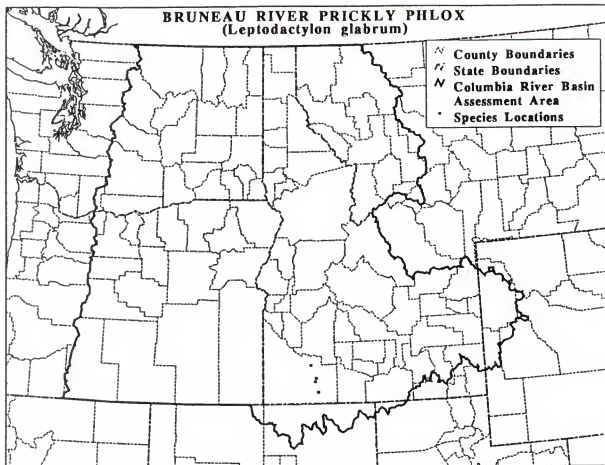 BRUNEAU RIVER PRICKLY PHLOX
(Leptodactylon glabrum)
County Boundaries
State Boundaries
Columbia River Basin
Assessment Area
Species Locations